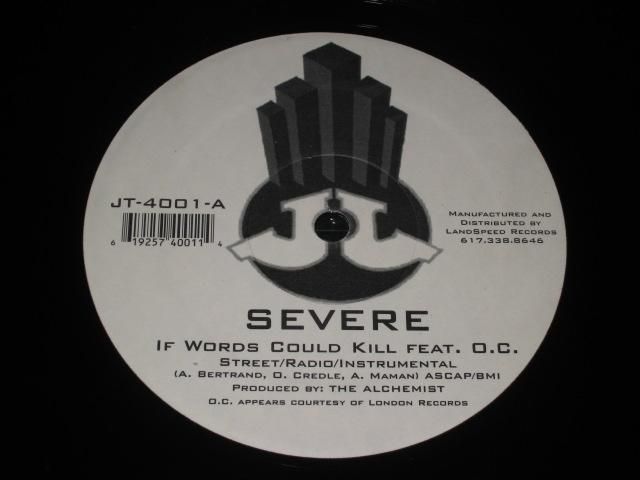 JT-4001-A
6 19257 40011 4
Manufactured and
Distributed by
LandSpeed Records
617.338.8646
SEVERE
If Words Could Kill feat. O.C.
Street/Radio/Instrumental
(A. Bertrand, O. Credle, A. Maman) ASCAP/BMI
Produced by: THE ALCHEMIST
O.C. appears courtesy of London Records